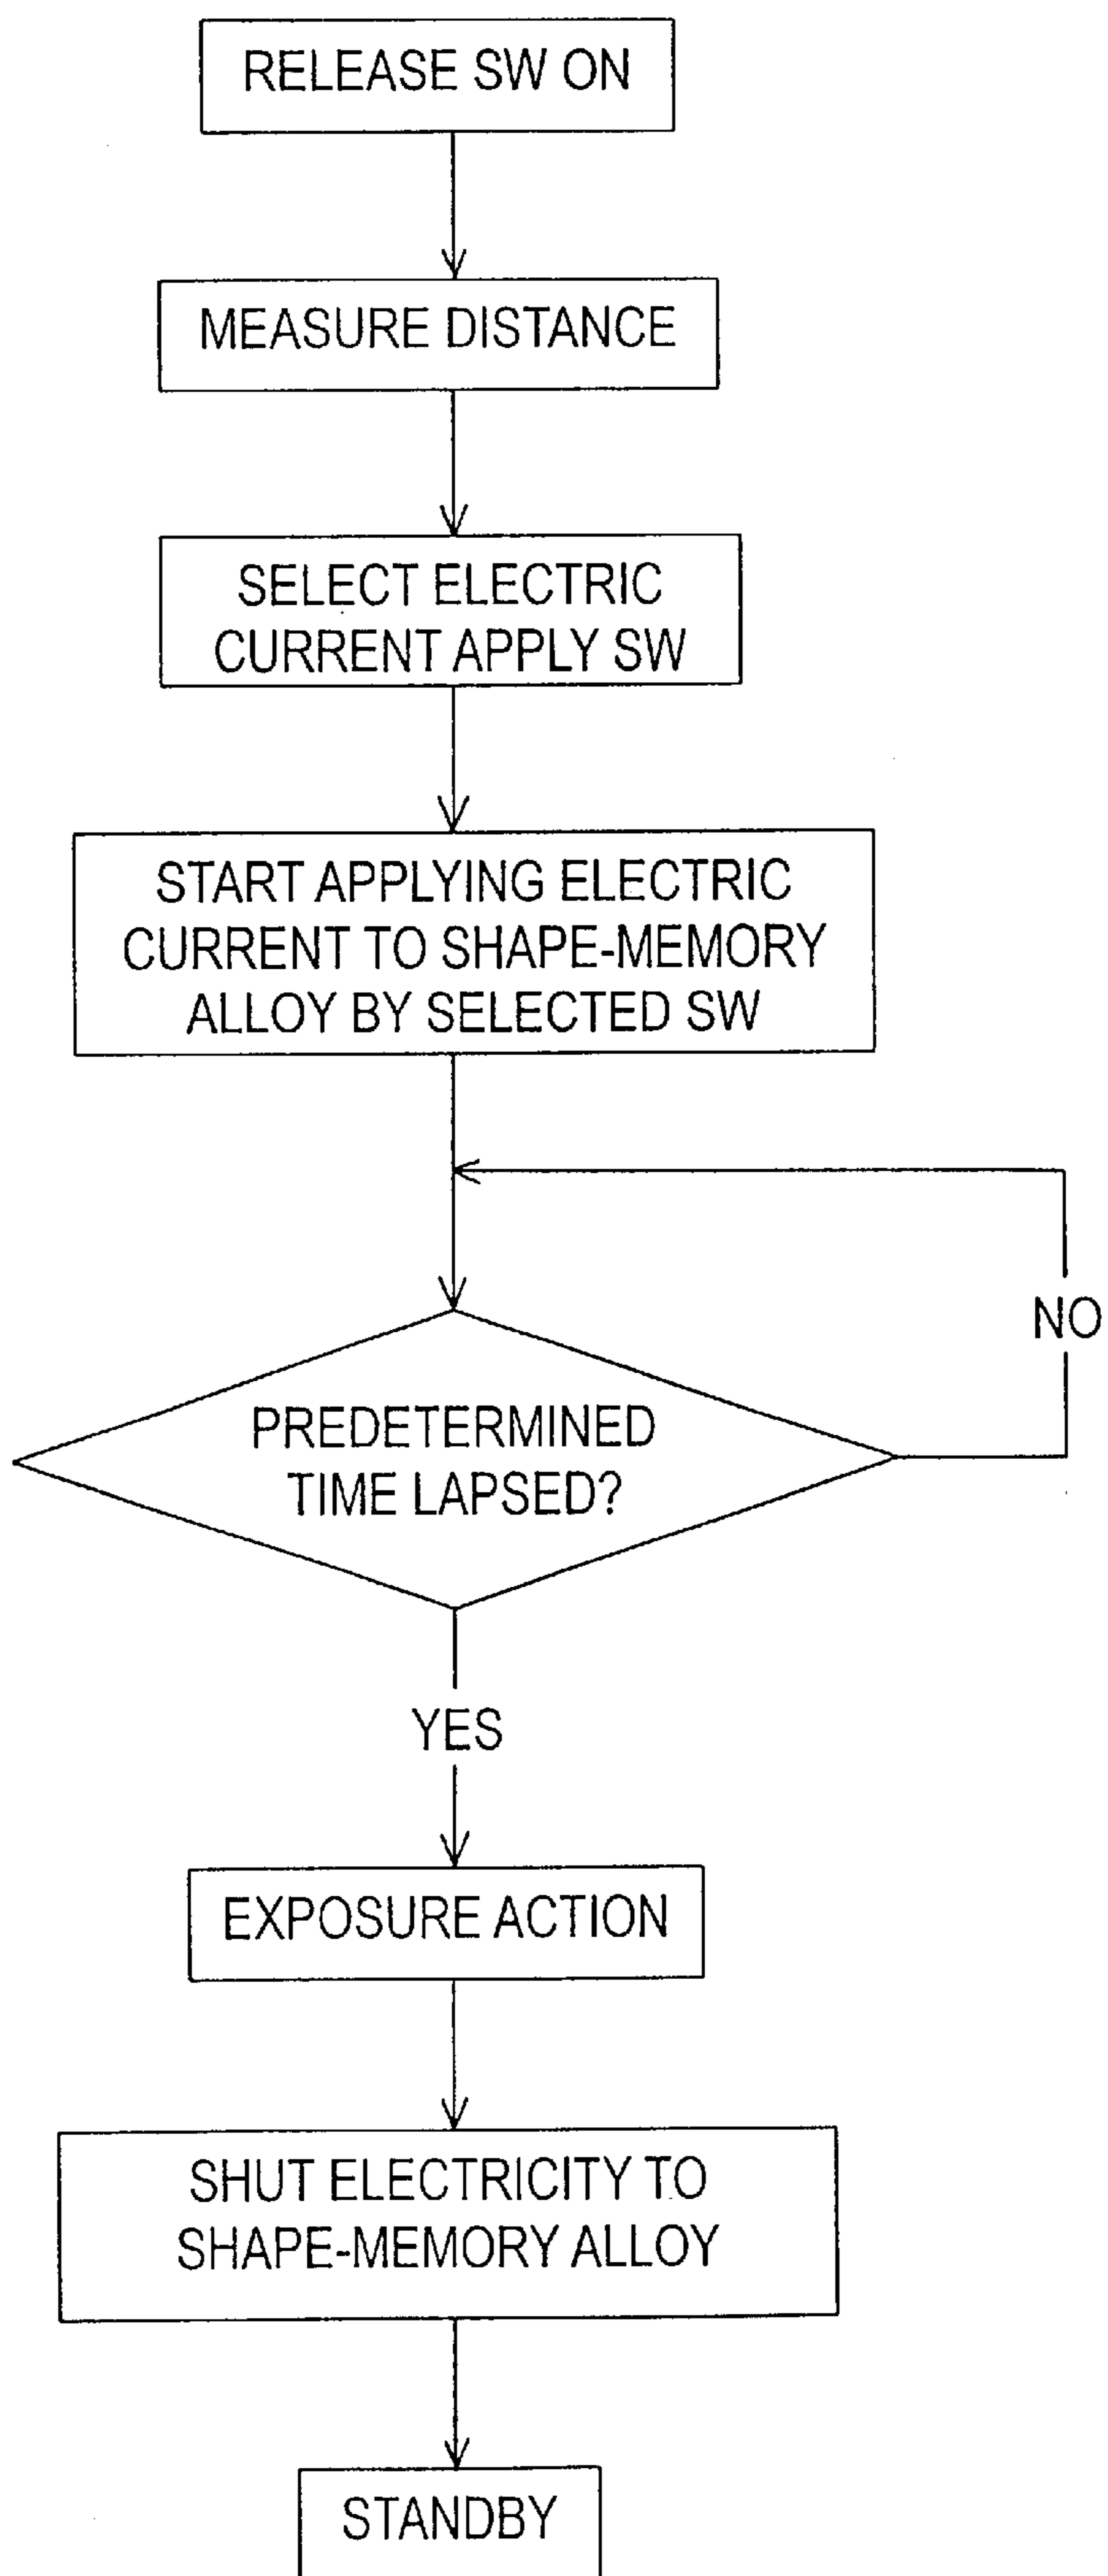 RELEASE SW ON
MEASURE DISTANCE
SELECT ELECTRIC
CURRENT APPLY SW
START APPLYING ELECTRIC
CURRENT TO SHAPE-MEMORY
ALLOY BY SELECTED SW
NO
PREDETERMINED
TIME LAPSED?
YES
EXPOSURE ACTION
SHUT ELECTRICITY TO
SHAPE-MEMORY ALLOY
STANDBY